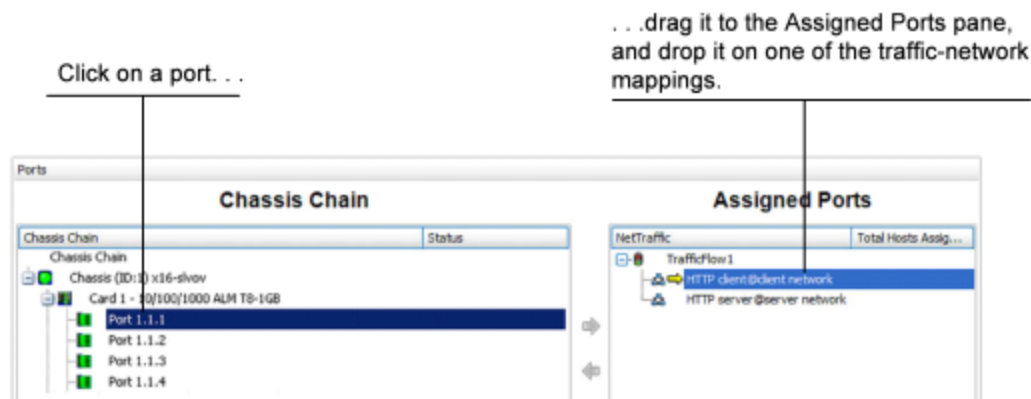 . . .drag it to the Assigned Ports pane,
and drop it on one of the traffic-network
mappings.
Click on a port. . .
Ports
Chassis Chain
Assigned Ports
Chassis Chain Status
NetTraffic Total Hosts Assig...
Chassis Chain
TrafficFlow1
Chassis (ID:1) x16-slvov
HTTP client@client network
Card 1 - 10/100/1000 ALM T8-1GB
HTTP server@server network
Port 1.1.1
Port 1.1.2
Port 1.1.3
Port 1.1.4